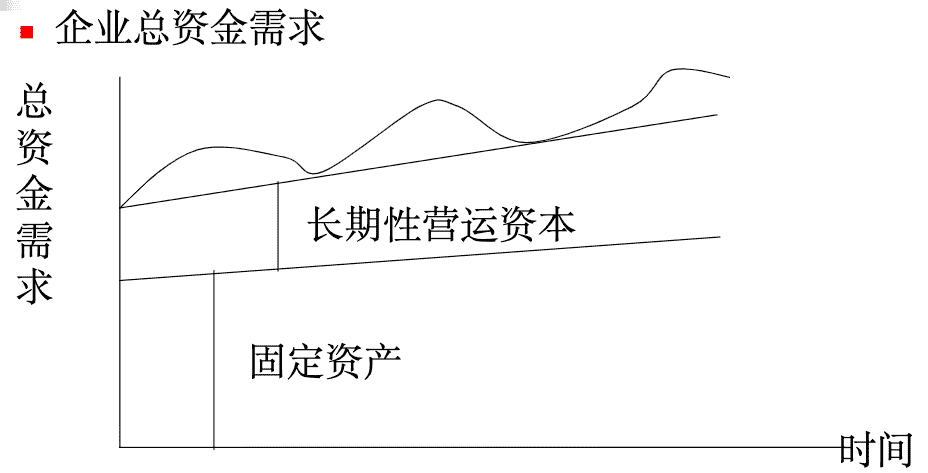 企业总资金需求
总资金需求
长期性营运资本
固定资产
时间